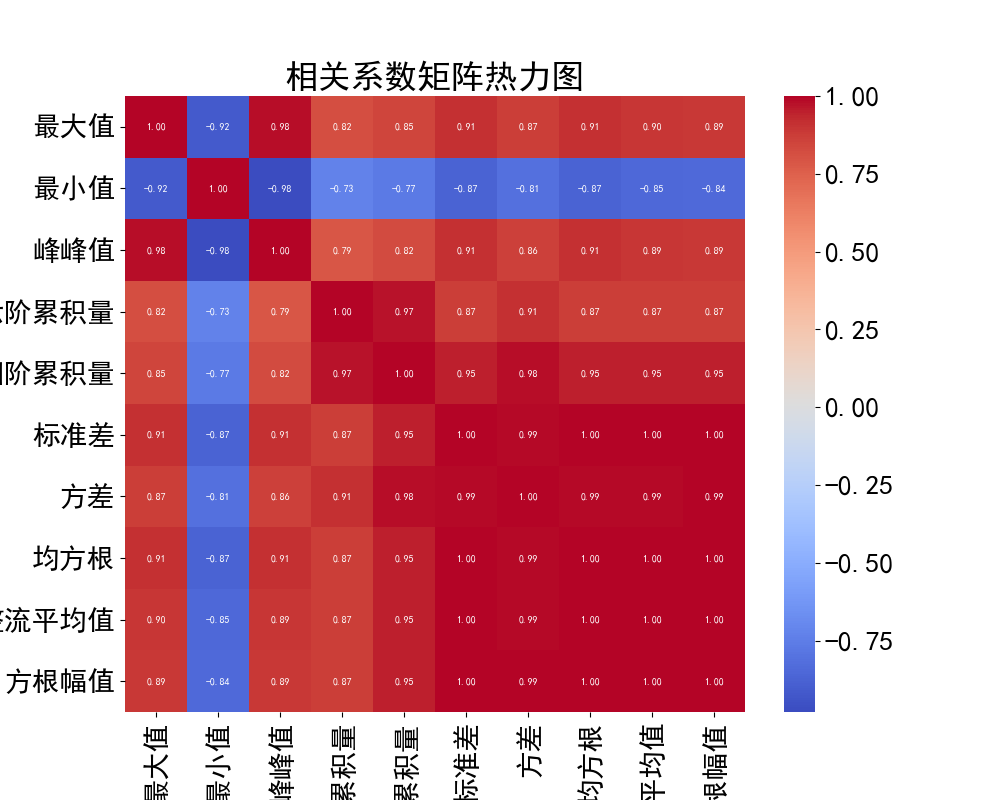 相关系数矩阵热力图
最大值 1.00 -0.92 0.98 0.82 0.85 0.91 0.87 0.91 0.90 0.89
最小值 -0.92 1.00 -0.98 -0.73 -0.77 -0.87 -0.81 -0.87 -0.85 -0.84
峰峰值 0.98 -0.98 1.00 0.79 0.82 0.91 0.86 0.91 0.89 0.89
阶累积量 0.82 -0.73 0.79 1.00 0.97 0.87 0.91 0.87 0.87 0.87
阶累积量 0.85 -0.77 0.82 0.97 1.00 0.95 0.98 0.95 0.95 0.95
标准差 0.91 -0.87 0.91 0.87 0.95 1.00 0.99 1.00 1.00 1.00
方差 0.87 -0.81 0.86 0.91 0.98 0.99 1.00 0.99 0.99 0.99
均方根 0.91 -0.87 0.91 0.87 0.95 1.00 0.99 1.00 1.00 1.00
流平均值 0.90 -0.85 0.89 0.87 0.95 1.00 0.99 1.00 1.00 1.00
方根幅值 0.89 -0.84 0.89 0.87 0.95 1.00 0.99 1.00 1.00 1.00
最大值
最小值
峰峰值
累积量
累积量
标准差
方差
均方根
平均值
根幅值
1.00
0.75
0.50
0.25
0.00
-0.25
-0.50
-0.75